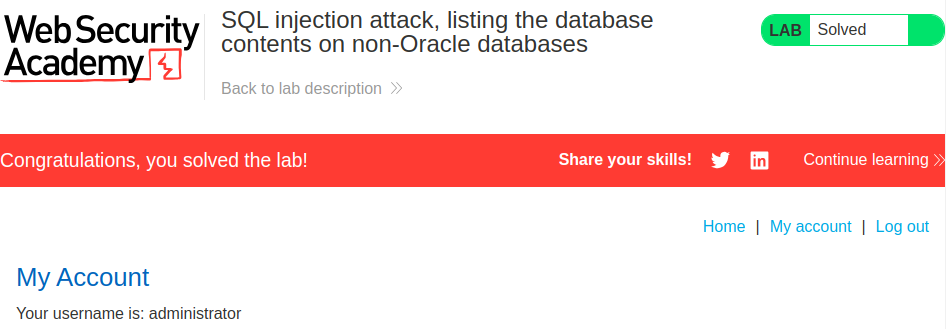 Web Security
Academy
SQL injection attack, listing the database
contents on non-Oracle databases
Back to lab description
LAB Solved
Congratulations, you solved the lab!
Share your skills!
Continue learning
Home | My account | Log out
My Account
Your username is: administrator